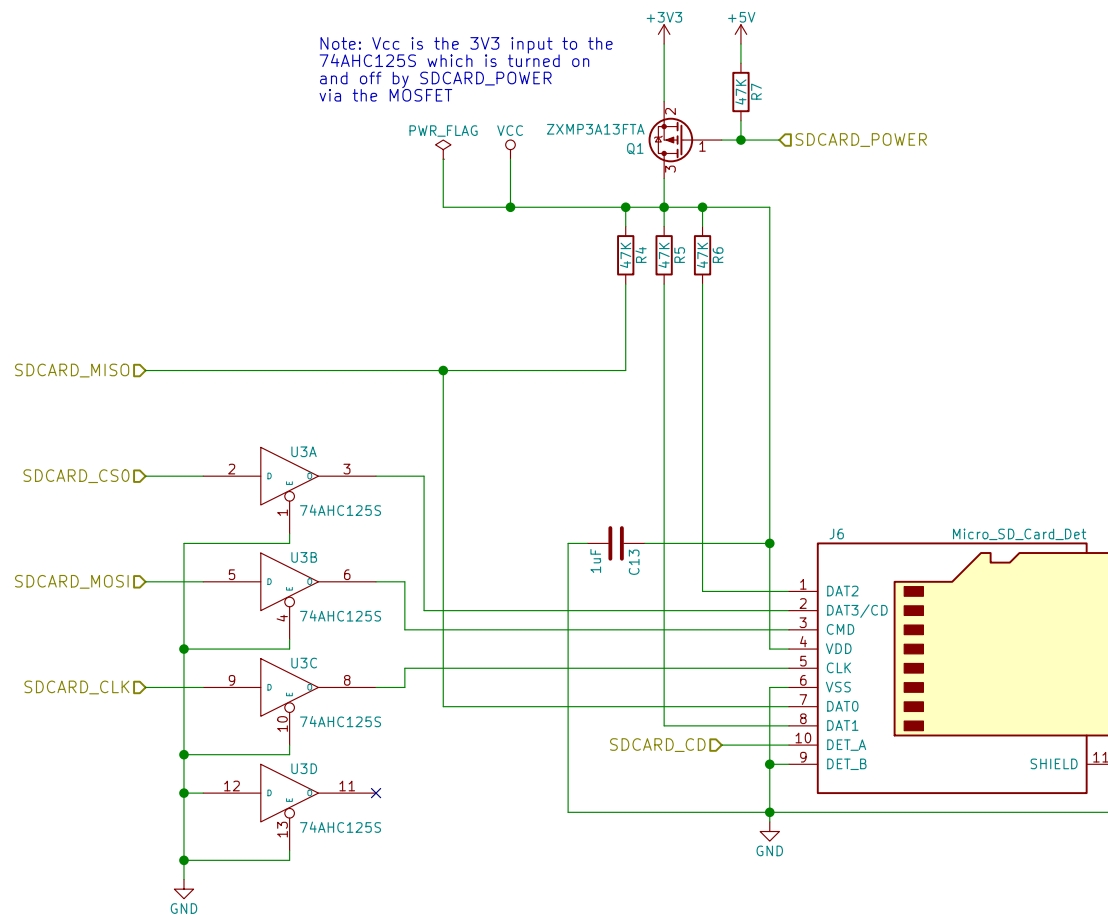 +3V3
+5V
Note: Vcc is the 3V3 input to the
74AHC125S which is turned on
and off by SDCARD_POWER
via the MOSFET
47K
R7
2
PWR_FLAG
VCC
ZXMP3A13FTA
Q1
1
3
SDCARD_POWER
47K
R4
47K
R5
47K
R6
SDCARD_MISO
U3A
SDCARD_CS0
2
D
E
O
3
1
74AHC125S
U3B
SDCARD_MOSI
5
D
E
O
6
4
74AHC125S
U3C
SDCARD_CLK
9
D
E
O
8
10
74AHC125S
U3D
12
D
E
O
11
13
74AHC125S
GND
1uF
C13
J6
Micro_SD_Card_Det
1
DAT2
2
DAT3/CD
3
CMD
4
VDD
5
CLK
6
VSS
7
DAT0
8
DAT1
SDCARD_CD
10
DET_A
9
DET_B
SHIELD
11
GND